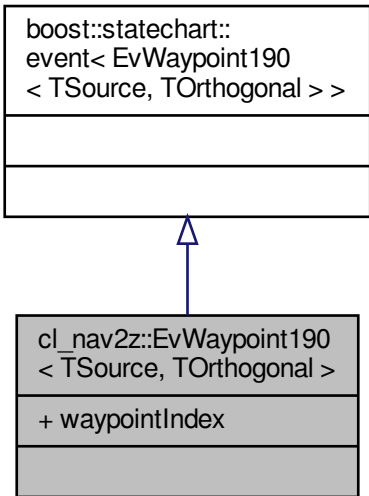 boost::statechart::
event< EvWaypoint190
< TSource, TOrthogonal > >
cl_nav2z::EvWaypoint190
< TSource, TOrthogonal >
+ waypointIndex